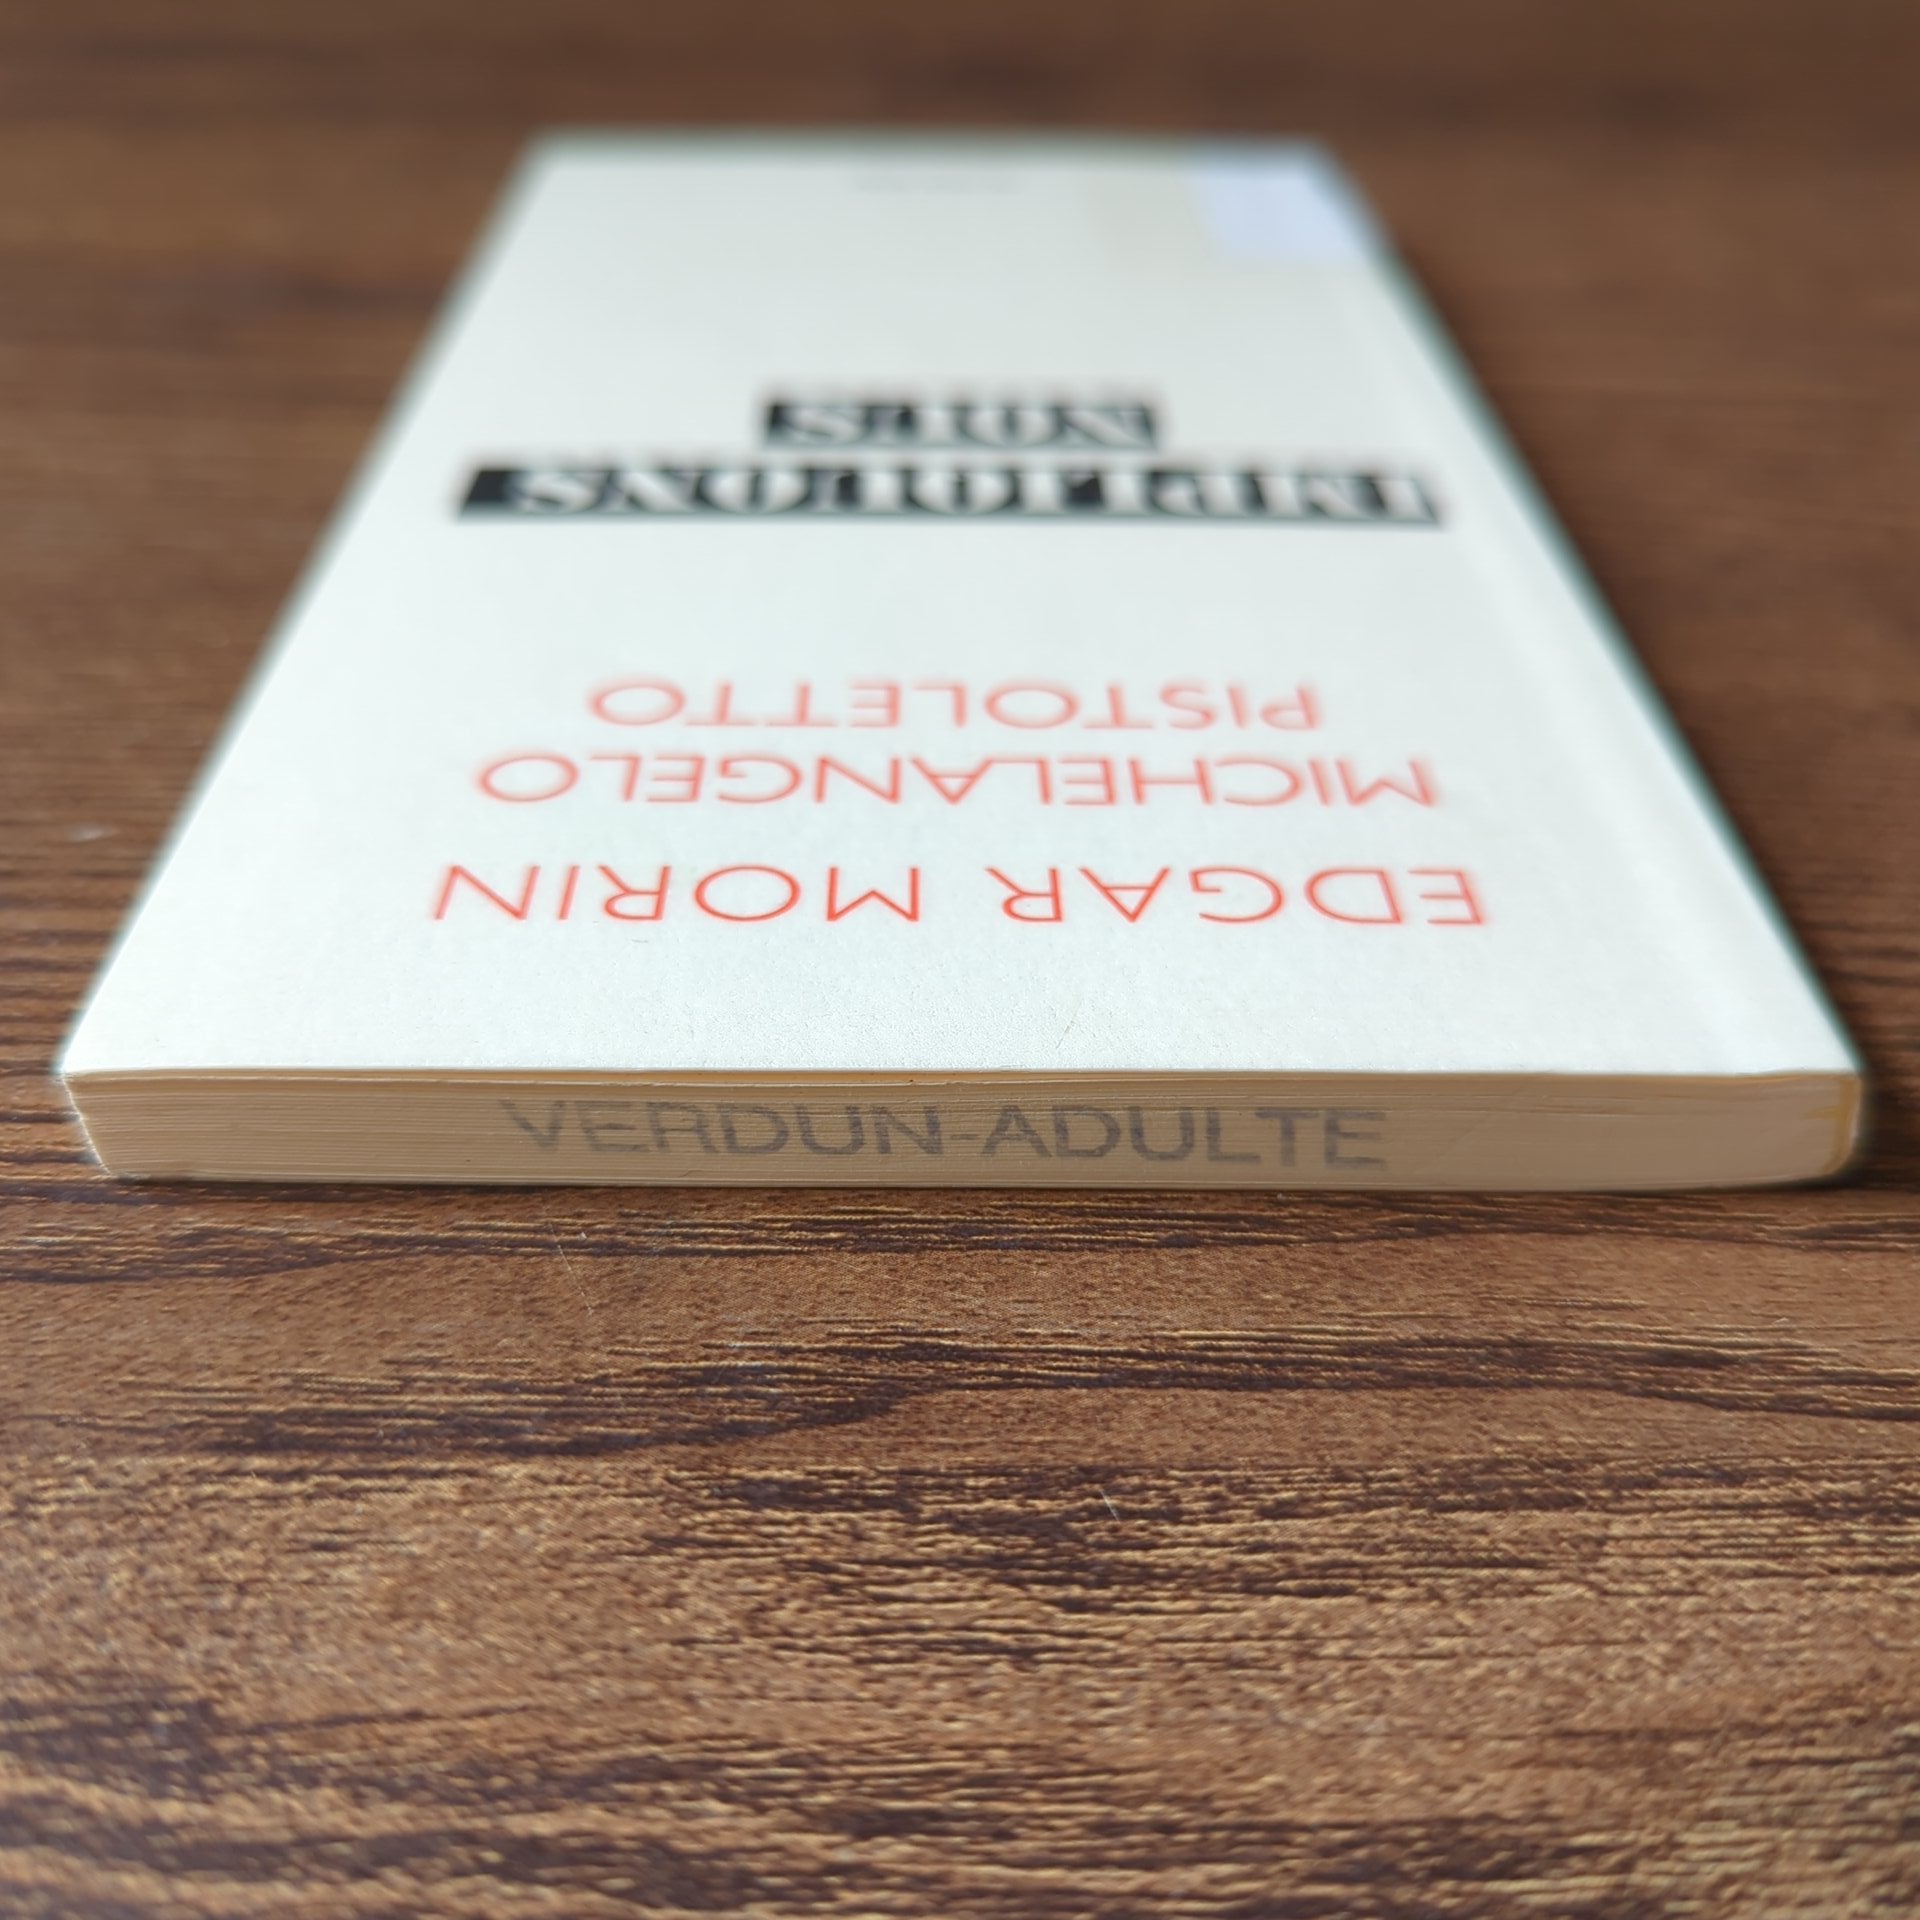 EDGAR MORIN
MICHELANGELO
PISTOLETTO
IMPLIQUONS
NOUS
VERDUN-ADULTE